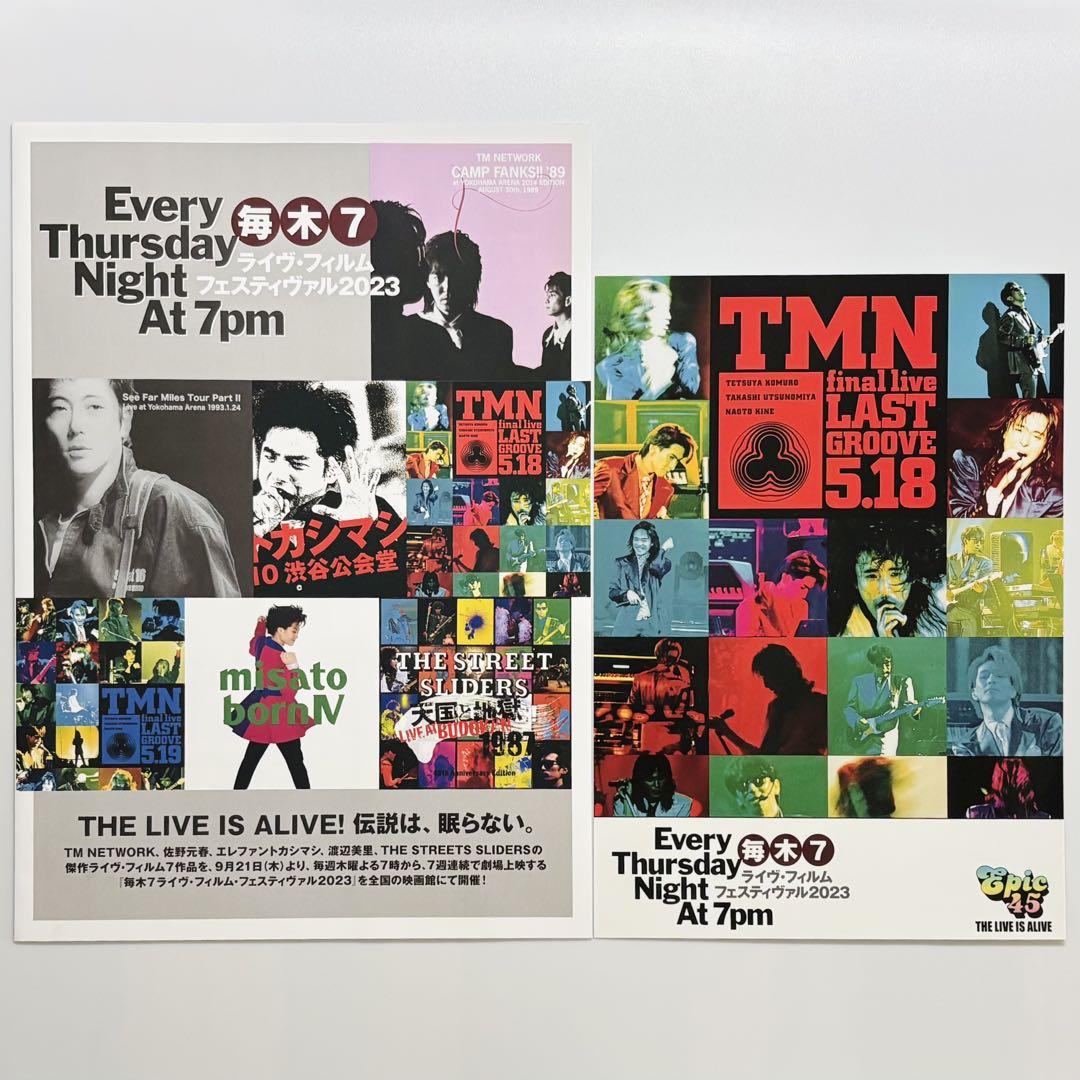 TM NETWORK
CAMP FANKS!! '89
at YOKOHAMA ARENA 2014 EDITION
AUGUST 30th, 1989
Every
Thursday
Night
At 7pm
毎木7
ライヴ・フィルム
フェスティヴァル2023
See Far Miles Tour Part II
Live at Yokohama Arena 1993.1.24
トカシマシ
10 渋谷公会堂
TMN
final live
LAST
GROOVE
5.18
TETSUYA KOMURO
TAKASHI UTSUNOMIYA
NAOTO KINE
TMN
final live
LAST
GROOVE
5.19
misato
born IV
THE STREET
SLIDERS
天国と地獄
LIVE AT BUDOKAN
1987
THE LIVE IS ALIVE! 伝説は、眠らない。
TM NETWORK、佐野元春、エレファントカシマシ、渡辺美里、THE STREETS SLIDERSの
傑作ライヴ・フィルム7作品を、9月21日(木)より、毎週木曜よる7時から、7週連続で劇場上映する
『毎木7ライヴ・フィルム・フェスティヴァル2023』を全国の映画館にて開催！
TMN
final live
LAST
GROOVE
5.18
TETSUYA KOMURO
TAKASHI UTSUNOMIYA
NAOTO KINE
Every
Thursday
Night
At 7pm
毎木7
ライヴ・フィルム
フェスティヴァル2023
Epic
45
THE LIVE IS ALIVE